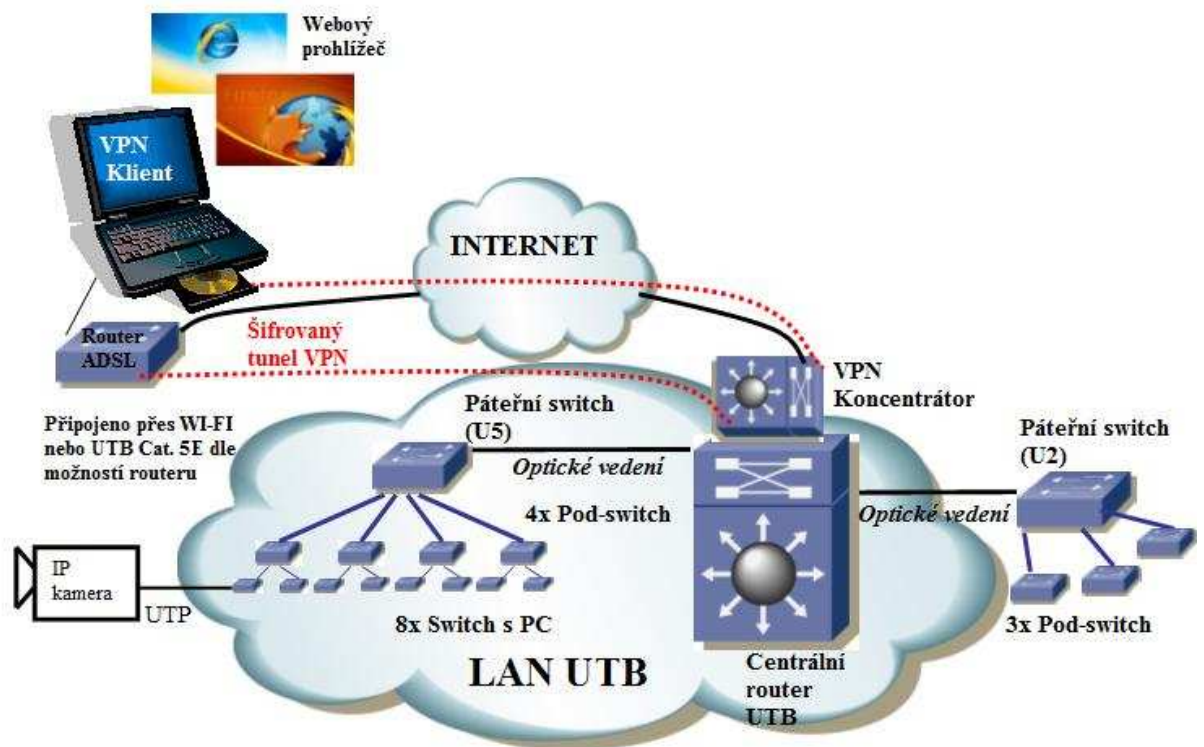 Webový
prohlížeč
VPN
Klient
INTERNET
Router
ADSL
Šifrovaný
tunel VPN
VPN
Koncentrátor
Připojeno přes WI-FI
nebo UTB Cat. 5E dle
možností routeru
Páteřní switch
(U5)
Optické vedení
Páteřní switch
(U2)
Optické vedení
4x Pod-switch
IP
kamera
UTP
8x Switch s PC
3x Pod-switch
LAN UTB
Centrální
router
UTB